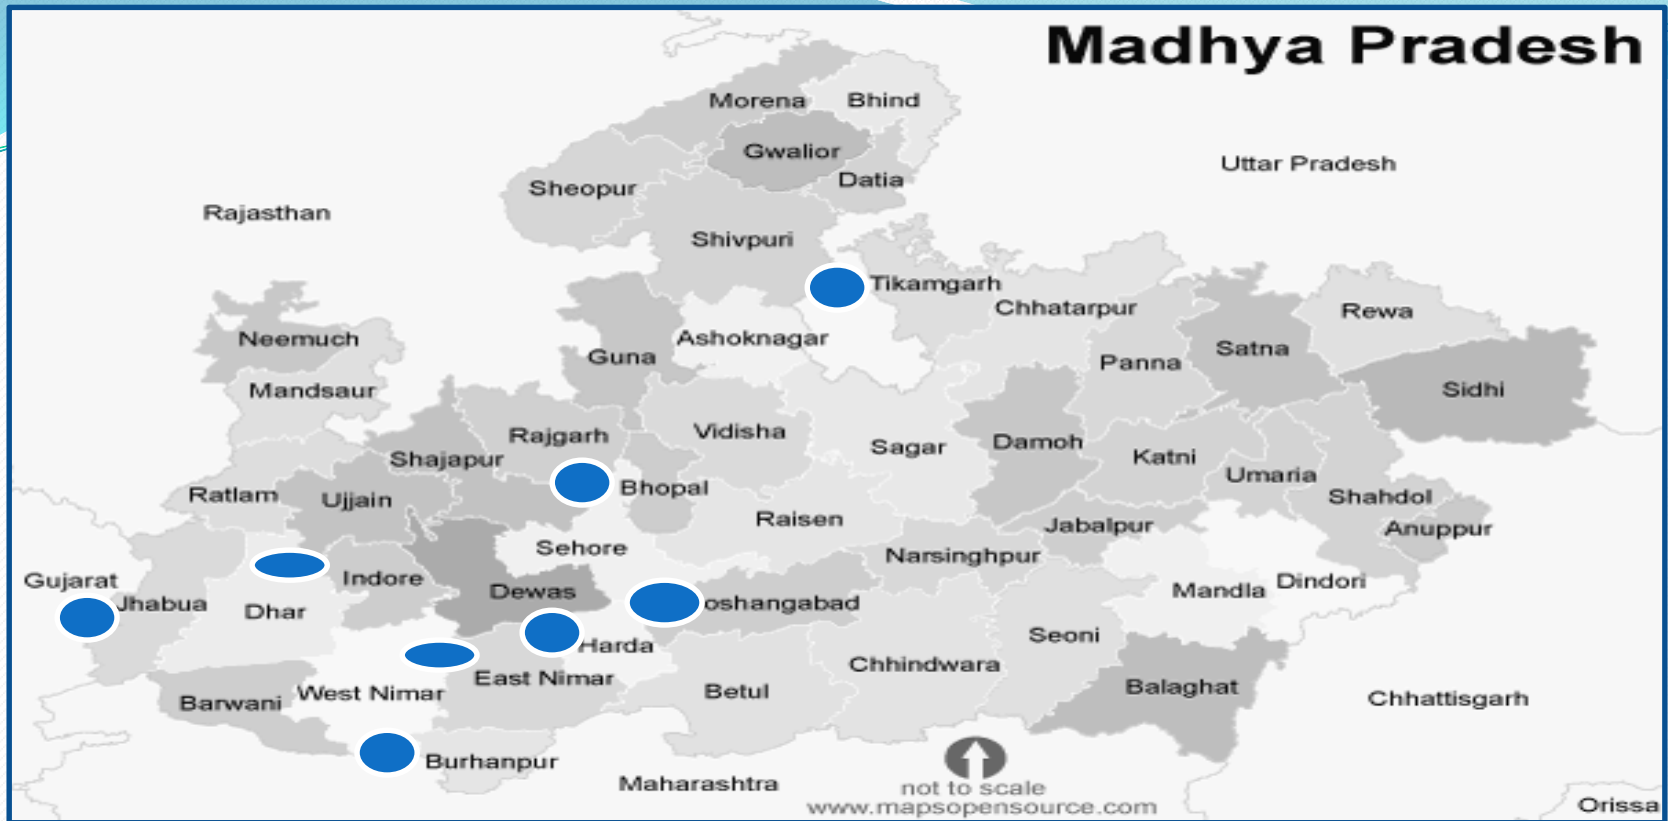 Madhya Pradesh
Morena
Bhind
Gwalior
Uttar Pradesh
Datia
Sheopur
Rajasthan
Shivpuri
Tikamgarh
Chhatarpur
Rewa
Neemuch
Ashoknagar
Satna
Guna
Panna
Mandsaur
Sidhi
Rajgarh
Vidisha
Damoh
Sagar
Shajapur
Katni
Umaria
Ratlam
Ujjain
Bhopal
Shahdol
Raisen
Jabalpur
Anuppur
Sehore
Narsinghpur
Gujarat
Indore
Dindori
Dewas
Mandla
Jhabua
Dhar
oshangabad
Seoni
Harda
Chhindwara
East Nimar
Balaghat
West Nimar
Betul
Chhattisgarh
Barwani
Burhanpur
Maharashtra
not to scale
www.mapsopensource.com
Orissa